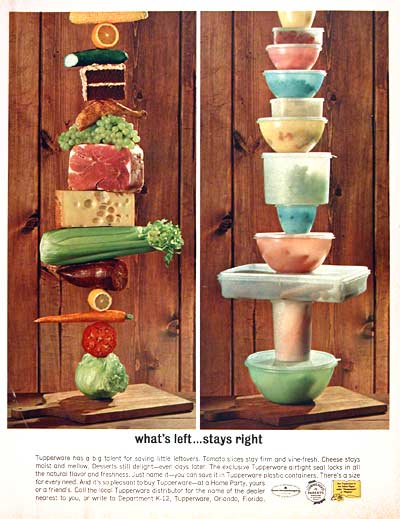 what's left...stays right
Tupperware has a big talent for saving little leftovers. Tomato slices stay firm and vine-fresh. Cheese stays
moist and mellow. Desserts still delight—even days later. The exclusive Tupperware airtight seal locks in all
the natural flavor and freshness. Just name it—you can save it in Tupperware plastic containers. There's a size
for every need. And it's so pleasant to buy Tupperware—at a Home Party, yours
or a friend's. Call the local Tupperware distributor for the name of the dealer
nearest to you, or write to Department K-12, Tupperware, Orlando, Florida.
PARENTS'